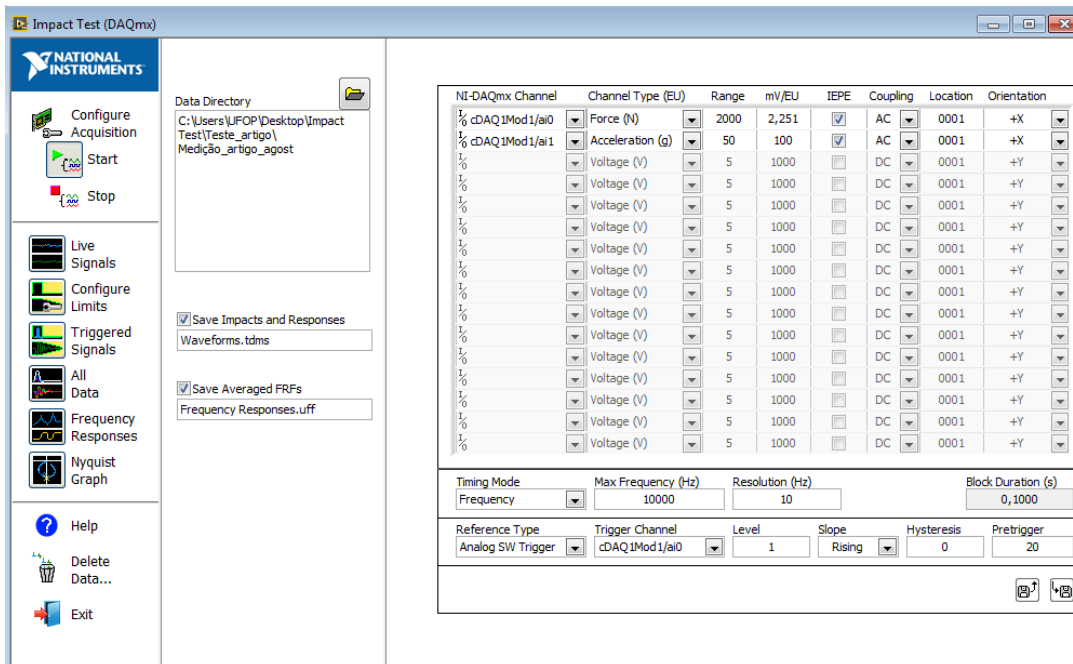 Impact Test (DAQmx)
NATIONAL
INSTRUMENTS
Configure
Acquisition
Start
Stop
Live
Signals
Configure
Limits
Triggered
Signals
All
Data
Frequency
Responses
Nyquist
Graph
Help
Delete
Data...
Exit
Data Directory
C:\Users\UFOP\Desktop\Impact
Test\Teste_artigo\
Medição_artigo_agost
Save Impacts and Responses
Waveforms.tdms
Save Averaged FRFs
Frequency Responses.uff
NI-DAQmx Channel Channel Type (EU) Range mV/EU IEPE Coupling Location Orientation
I/O cDAQ1Mod1/ai0 Force (N) 2000 2,251 AC 0001 +X
I/O cDAQ1Mod1/ai1 Acceleration (g) 50 100 AC 0001 +X
I/O Voltage (V) 5 1000 DC 0001 +Y
I/O Voltage (V) 5 1000 DC 0001 +Y
I/O Voltage (V) 5 1000 DC 0001 +Y
I/O Voltage (V) 5 1000 DC 0001 +Y
I/O Voltage (V) 5 1000 DC 0001 +Y
I/O Voltage (V) 5 1000 DC 0001 +Y
I/O Voltage (V) 5 1000 DC 0001 +Y
I/O Voltage (V) 5 1000 DC 0001 +Y
I/O Voltage (V) 5 1000 DC 0001 +Y
I/O Voltage (V) 5 1000 DC 0001 +Y
I/O Voltage (V) 5 1000 DC 0001 +Y
I/O Voltage (V) 5 1000 DC 0001 +Y
I/O Voltage (V) 5 1000 DC 0001 +Y
I/O Voltage (V) 5 1000 DC 0001 +Y
Timing Mode Max Frequency (Hz) Resolution (Hz) Block Duration (s)
Frequency 10000 10 0,1000
Reference Type Trigger Channel Level Slope Hysteresis Pretrigger
Analog SW Trigger cDAQ1Mod1/ai0 1 Rising 0 20